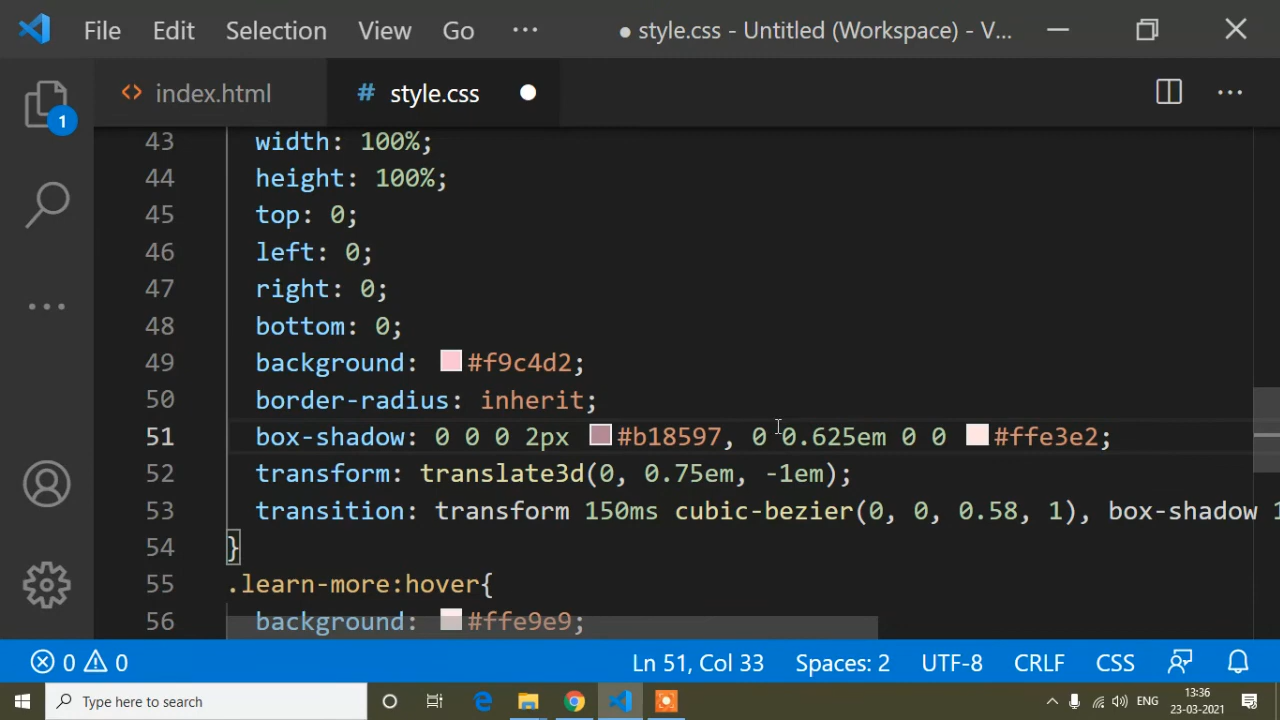 File Edit Selection View Go ··· ● style.css - Untitled (Workspace) - V...
<> index.html # style.css ● ···
43 width: 100%;
44 height: 100%;
45 top: 0;
46 left: 0;
47 right: 0;
48 bottom: 0;
49 background: #f9c4d2;
50 border-radius: inherit;
51 box-shadow: 0 0 0 2px #b18597, 0 0.625em 0 0 #ffe3e2;
52 transform: translate3d(0, 0.75em, -1em);
53 transition: transform 150ms cubic-bezier(0, 0, 0.58, 1), box-shadow 1
54 }
55 .learn-more:hover{
56 background: #ffe9e9;
1
0 0 Ln 51, Col 33 Spaces: 2 UTF-8 CRLF CSS
Type here to search ENG 13:36
23-03-2021